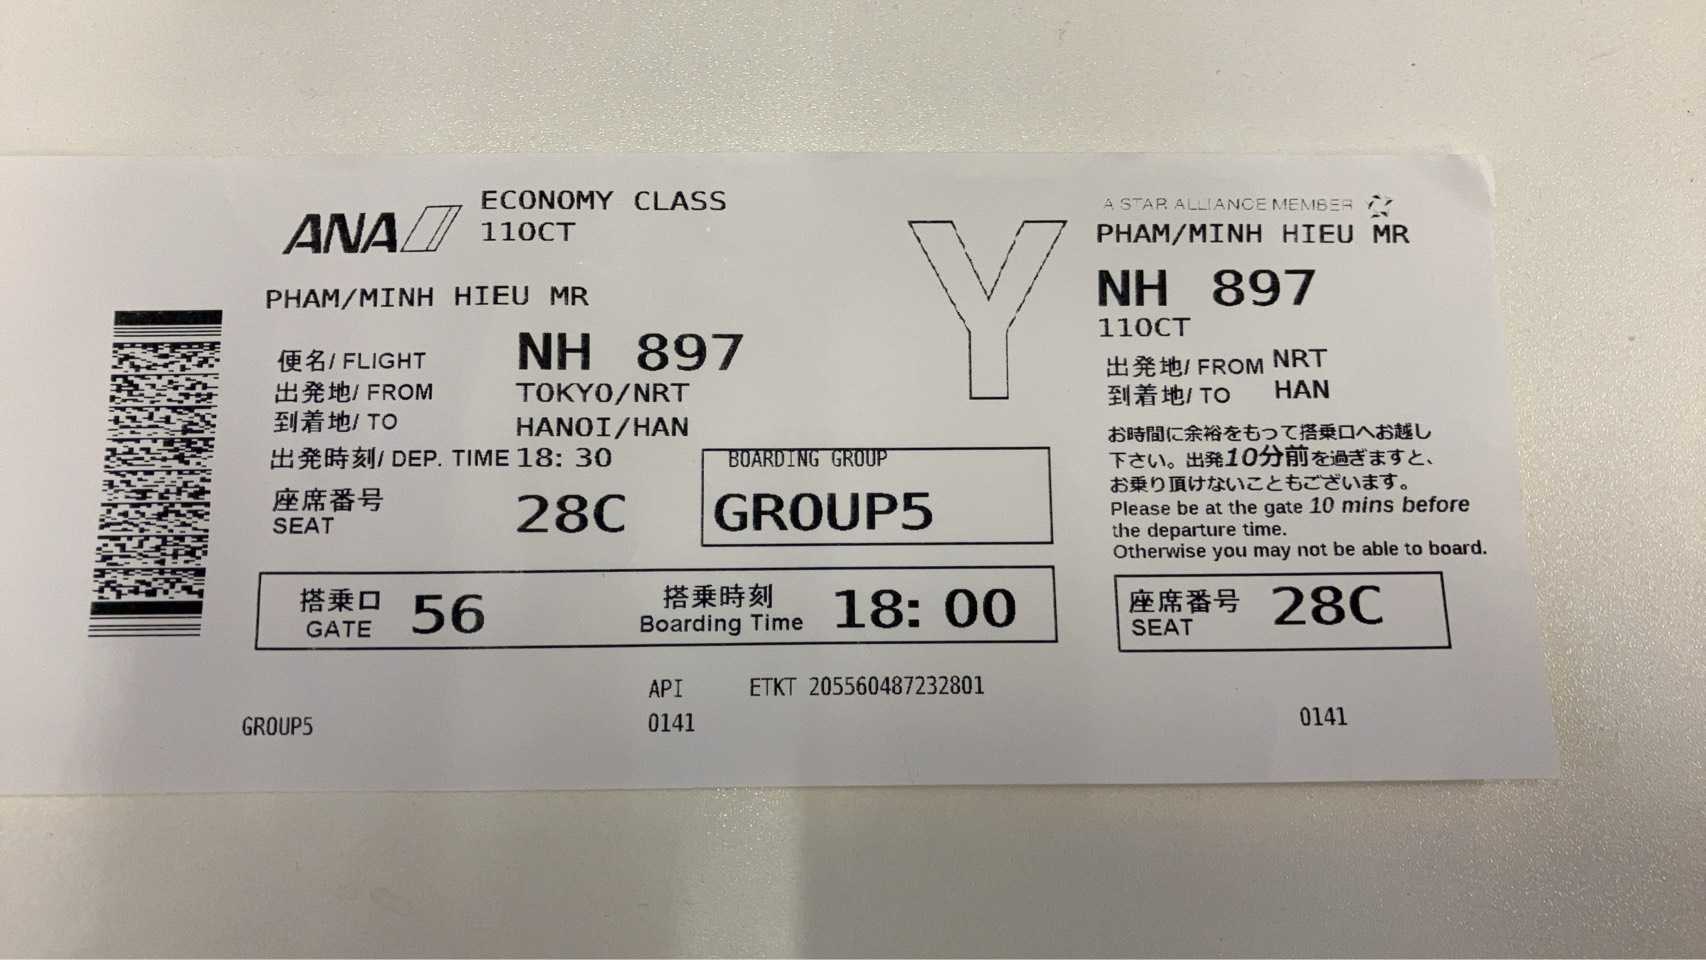 ANA
ECONOMY CLASS
11OCT
PHAM/MINH HIEU MR
便名/ FLIGHT NH 897
出発地/ FROM TOKYO/NRT
到着地/ TO HANOI/HAN
出発時刻/ DEP. TIME 18: 30
座席番号
SEAT 28C
BOARDING GROUP
GROUP5
搭乗口
GATE 56
搭乗時刻
Boarding Time 18: 00
API ETKT 205560487232801
GROUP5 0141
Y
A STAR ALLIANCE MEMBER
PHAM/MINH HIEU MR
NH 897
11OCT
出発地/ FROM NRT
到着地/ TO HAN
お時間に余裕をもって搭乗口へお越し
下さい。出発10分前を過ぎますと、
お乗り頂けないこともございます。
Please be at the gate 10 mins before
the departure time.
Otherwise you may not be able to board.
座席番号
SEAT 28C
0141